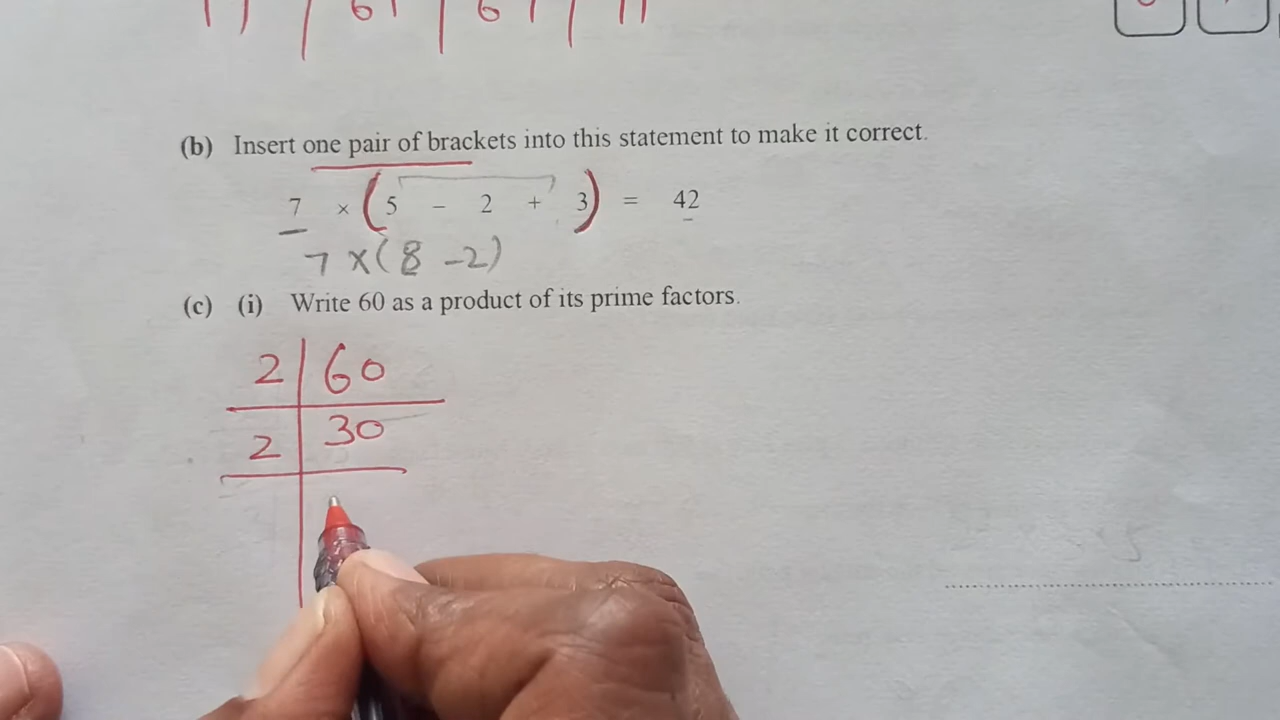 (b) Insert one pair of brackets into this statement to make it correct.
7 × (5 − 2 + 3) = 42
7 × (8 − 2)
(c) (i) Write 60 as a product of its prime factors.
2 | 60
2 | 30